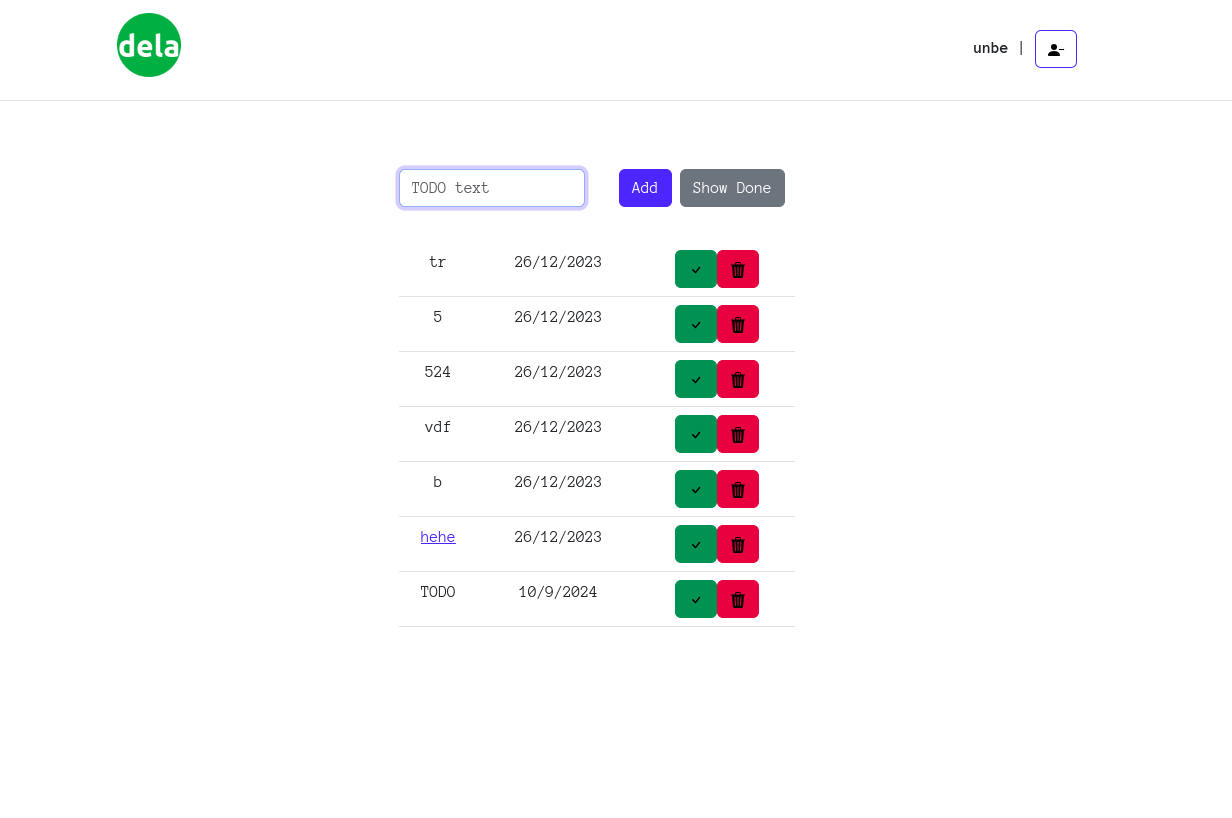 dela
unbe |
TODO text Add Show Done
tr 26/12/2023
5 26/12/2023
524 26/12/2023
vdf 26/12/2023
b 26/12/2023
hehe 26/12/2023
TODO 10/9/2024